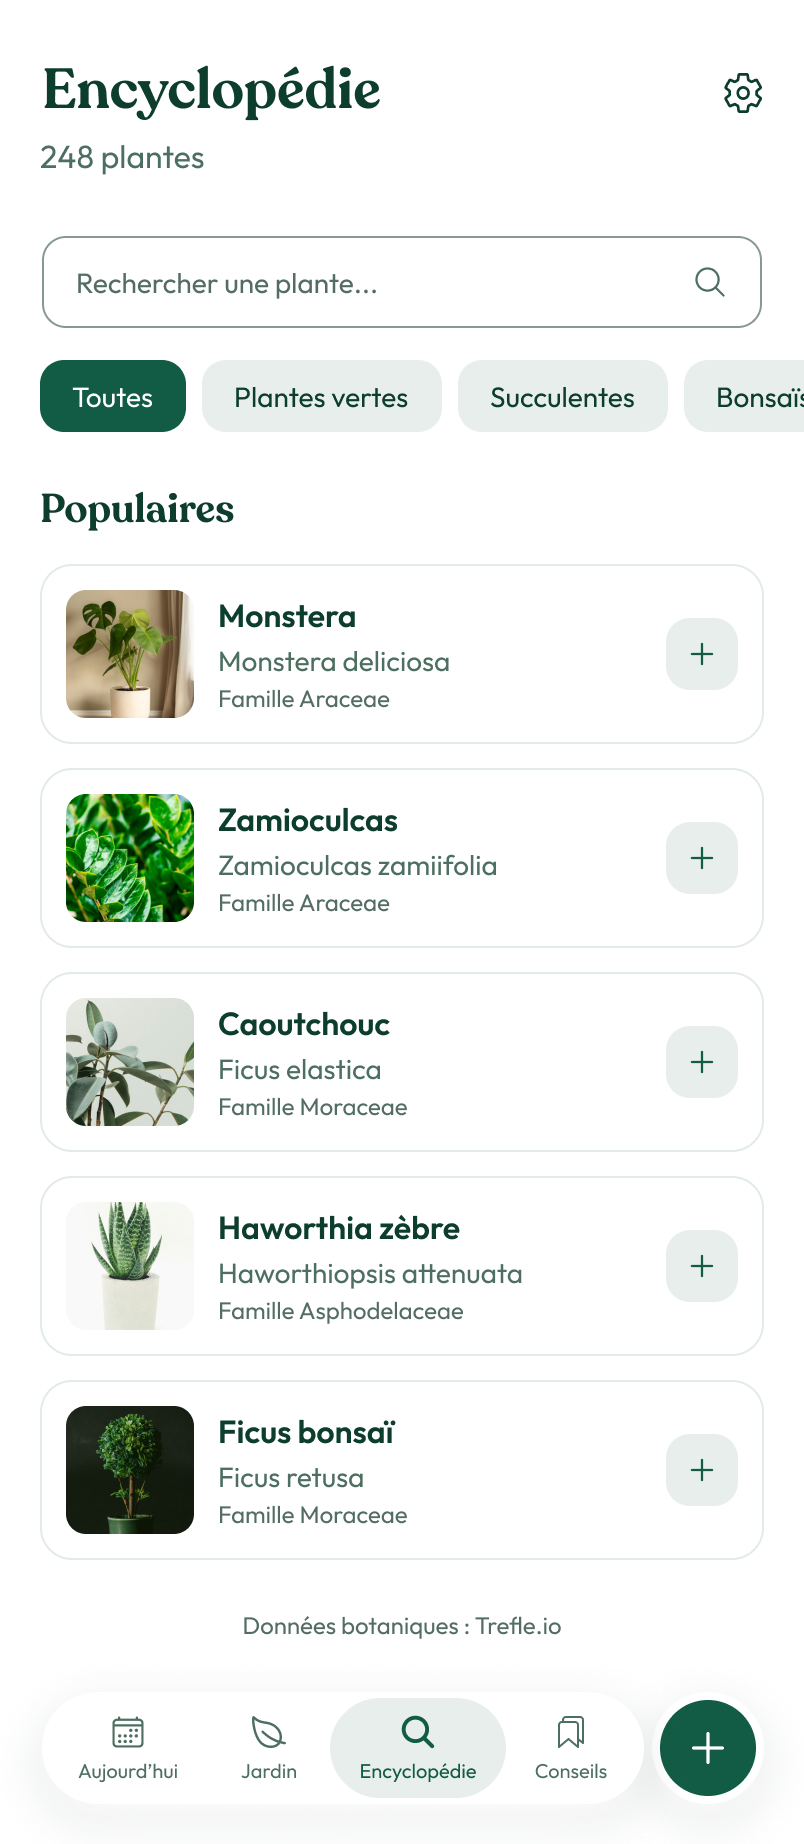 Encyclopédie
248 plantes
Rechercher une plante...
Toutes
Plantes vertes
Succulentes
Bonsaïs
Populaires
Monstera
Monstera deliciosa
Famille Araceae
Zamioculcas
Zamioculcas zamiifolia
Famille Araceae
Caoutchouc
Ficus elastica
Famille Moraceae
Haworthia zèbre
Haworthiopsis attenuata
Famille Asphodelaceae
Ficus bonsaï
Ficus retusa
Famille Moraceae
Données botaniques : Trefle.io
Aujourd’hui
Jardin
Encyclopédie
Conseils